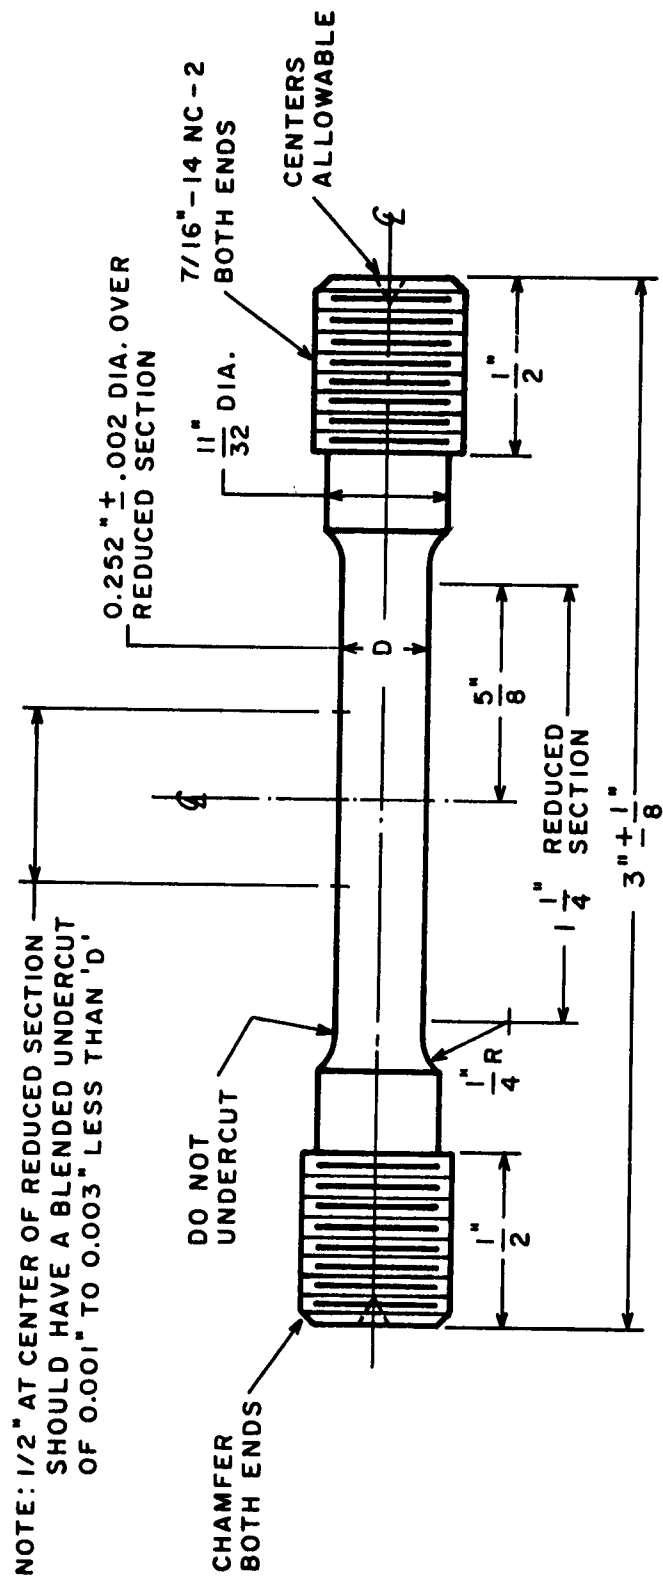 NOTE: 1/2" AT CENTER OF REDUCED SECTION
SHOULD HAVE A BLENDED UNDERCUT
OF 0.001" TO 0.003" LESS THAN 'D'
0.252" ± .002 DIA. OVER
REDUCED SECTION
7/16"-14 NC-2
BOTH ENDS
CENTERS
ALLOWABLE
11"/32 DIA.
DO NOT
UNDERCUT
CHAMFER
BOTH ENDS
℄
℄
D
1"/4 R
1"/2
1"/2
5"/8
1 1"/4 REDUCED
SECTION
3" ± 1"/8